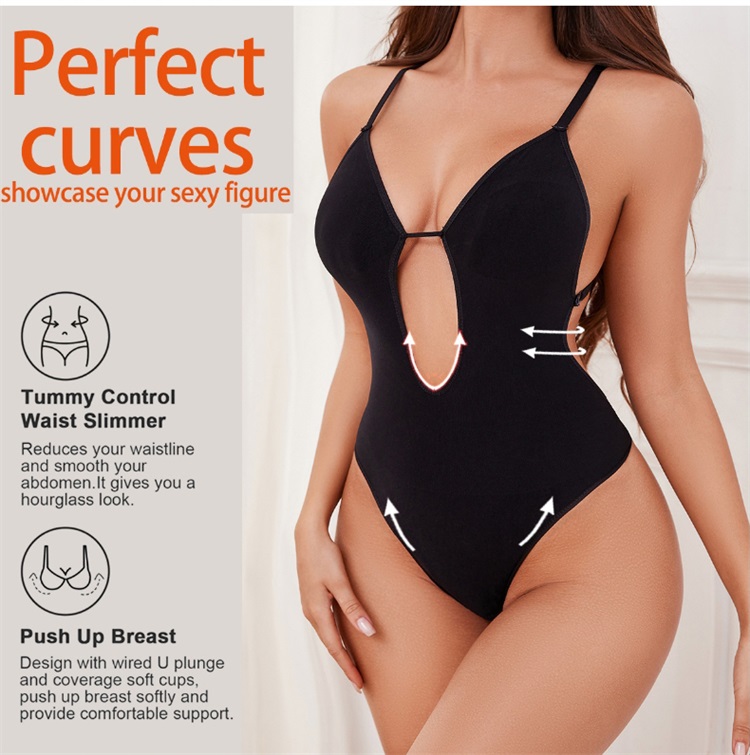 Perfect
curves
showcase your sexy figure
Tummy Control
Waist Slimmer
Reduces your waistline
and smooth your
abdomen.It gives you a
hourglass look.
Push Up Breast
Design with wired U plunge
and coverage soft cups,
push up breast softly and
provide comfortable support.